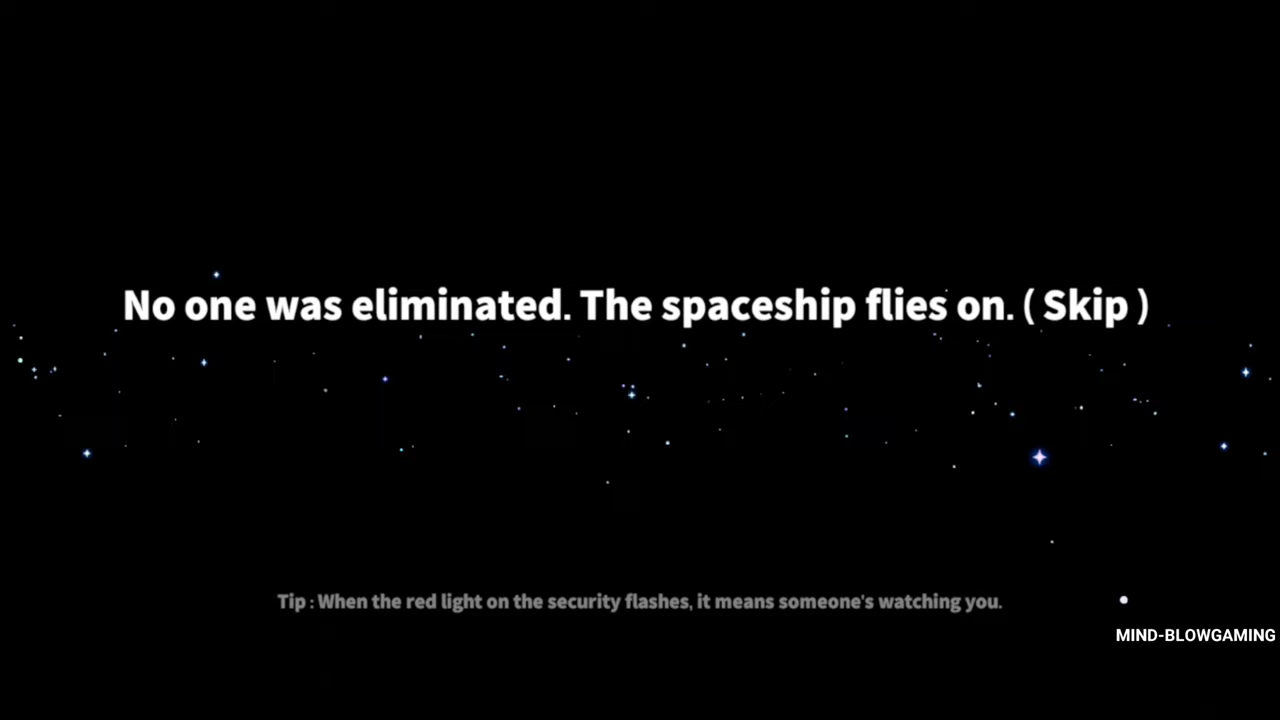 No one was eliminated. The spaceship flies on. ( Skip )
Tip : When the red light on the security flashes, it means someone's watching you.
MIND-BLOWGAMING